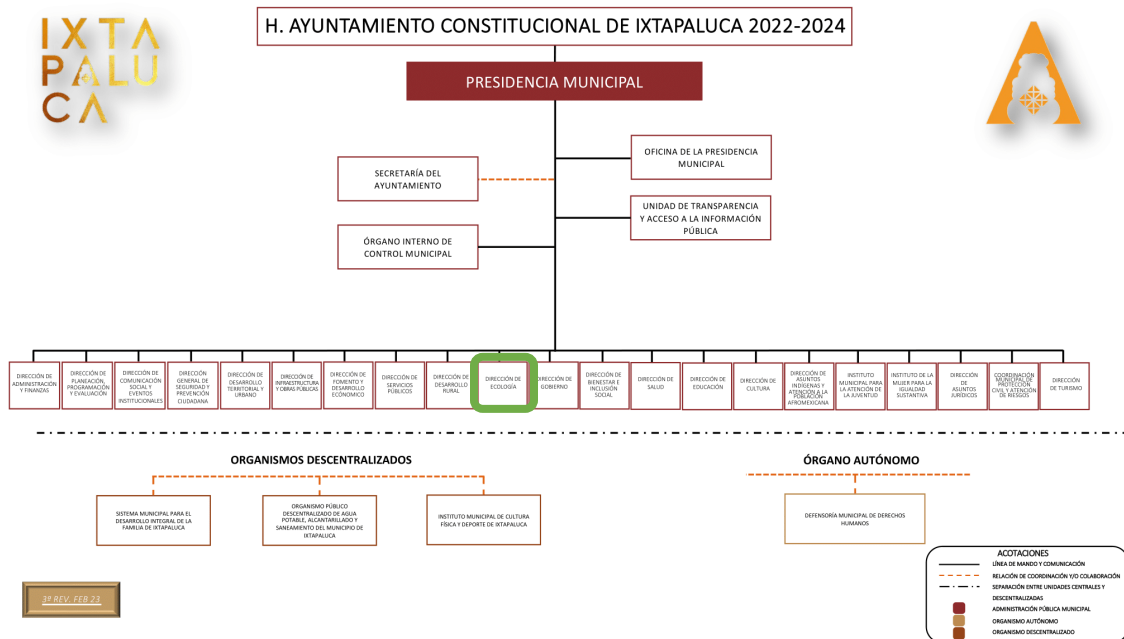 IXTA
PALU
CA
H. AYUNTAMIENTO CONSTITUCIONAL DE IXTAPALUCA 2022-2024
PRESIDENCIA MUNICIPAL
OFICINA DE LA PRESIDENCIA
MUNICIPAL
SECRETARÍA DEL
AYUNTAMIENTO
UNIDAD DE TRANSPARENCIA
Y ACCESO A LA INFORMACIÓN
PÚBLICA
ÓRGANO INTERNO DE
CONTROL MUNICIPAL
DIRECCIÓN DE
ADMINISTRACIÓN
Y FINANZAS
DIRECCIÓN DE
PLANEACIÓN,
PROGRAMACIÓN
Y EVALUACIÓN
DIRECCIÓN DE
COMUNICACIÓN
SOCIAL Y
EVENTOS
INSTITUCIONALES
DIRECCIÓN
GENERAL DE
SEGURIDAD Y
PREVENCIÓN
CIUDADANA
DIRECCIÓN DE
DESARROLLO
TERRITORIAL Y
URBANO
DIRECCIÓN DE
INFRAESTRUCTURA
Y OBRAS PÚBLICAS
DIRECCIÓN DE
FOMENTO Y
DESARROLLO
ECONÓMICO
DIRECCIÓN DE
SERVICIOS
PÚBLICOS
DIRECCIÓN DE
DESARROLLO
RURAL
DIRECCIÓN DE
ECOLOGÍA
DIRECCIÓN DE
GOBIERNO
DIRECCIÓN DE
BIENESTAR E
INCLUSIÓN
SOCIAL
DIRECCIÓN DE
SALUD
DIRECCIÓN DE
EDUCACIÓN
DIRECCIÓN DE
CULTURA
DIRECCIÓN DE
ASUNTOS
INDÍGENAS Y
ATENCIÓN A LA
POBLACIÓN
AFROMEXICANA
INSTITUTO
MUNICIPAL PARA
LA ATENCIÓN DE
LA JUVENTUD
INSTITUTO DE LA
MUJER PARA LA
IGUALDAD
SUSTANTIVA
DIRECCIÓN
DE
ASUNTOS
JURÍDICOS
COORDINACIÓN
MUNICIPAL DE
PROTECCIÓN
CIVIL Y ATENCIÓN
DE RIESGOS
DIRECCIÓN
DE TURISMO
ORGANISMOS DESCENTRALIZADOS
ÓRGANO AUTÓNOMO
SISTEMA MUNICIPAL PARA EL
DESARROLLO INTEGRAL DE LA
FAMILIA DE IXTAPALUCA
ORGANISMO PÚBLICO
DESCENTRALIZADO DE AGUA
POTABLE, ALCANTARILLADO Y
SANEAMIENTO DEL MUNICIPIO DE
IXTAPALUCA
INSTITUTO MUNICIPAL DE CULTURA
FÍSICA Y DEPORTE DE IXTAPALUCA
DEFENSORÍA MUNICIPAL DE DERECHOS
HUMANOS
3ª REV. FEB 23
ACOTACIONES
LÍNEA DE MANDO Y COMUNICACIÓN
RELACIÓN DE COORDINACIÓN Y/O COLABORACIÓN
SEPARACIÓN ENTRE UNIDADES CENTRALES Y
DESCENTRALIZADAS
ADMINISTRACIÓN PÚBLICA MUNICIPAL
ORGANISMO AUTÓNOMO
ORGANISMO DESCENTRALIZADO